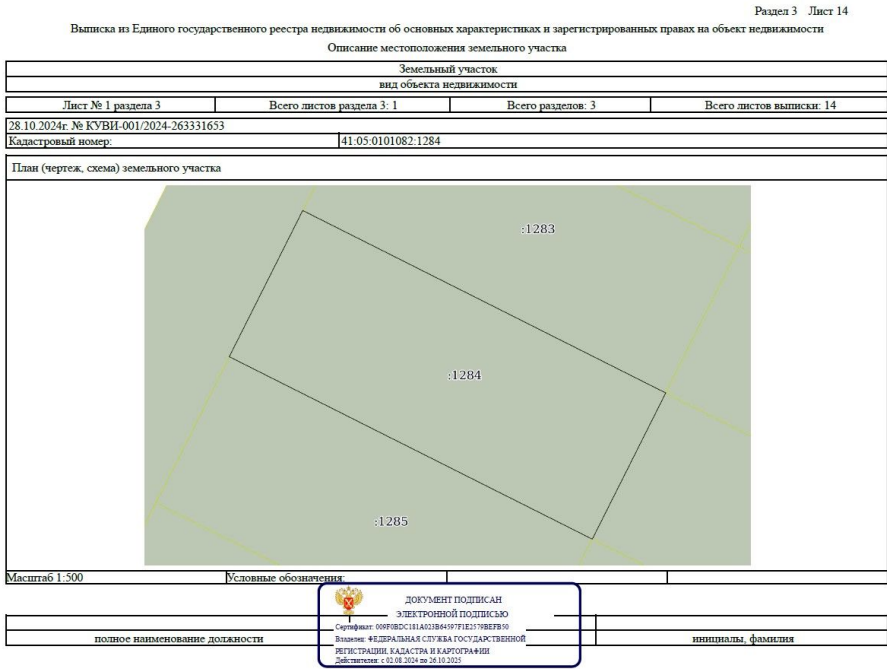 Раздел 3 Лист 14
Выписка из Единого государственного реестра недвижимости об основных характеристиках и зарегистрированных правах на объект недвижимости
Описание местоположения земельного участка
Земельный участок
вид объекта недвижимости
Лист № 1 раздела 3 Всего листов раздела 3: 1 Всего разделов: 3 Всего листов выписки: 14
28.10.2024г. № КУВИ-001/2024-263331653
Кадастровый номер: 41:05:0101082:1284
План (чертеж, схема) земельного участка
:1283
:1284
:1285
Масштаб 1:500 Условные обозначения:
ДОКУМЕНТ ПОДПИСАН
ЭЛЕКТРОННОЙ ПОДПИСЬЮ
Сертификат: 009F0BDC181A023B64597F1E2579BEFB50
Владелец: ФЕДЕРАЛЬНАЯ СЛУЖБА ГОСУДАРСТВЕННОЙ
РЕГИСТРАЦИИ, КАДАСТРА И КАРТОГРАФИИ
Действителен: с 02.08.2024 по 26.10.2025
полное наименование должности инициалы, фамилия